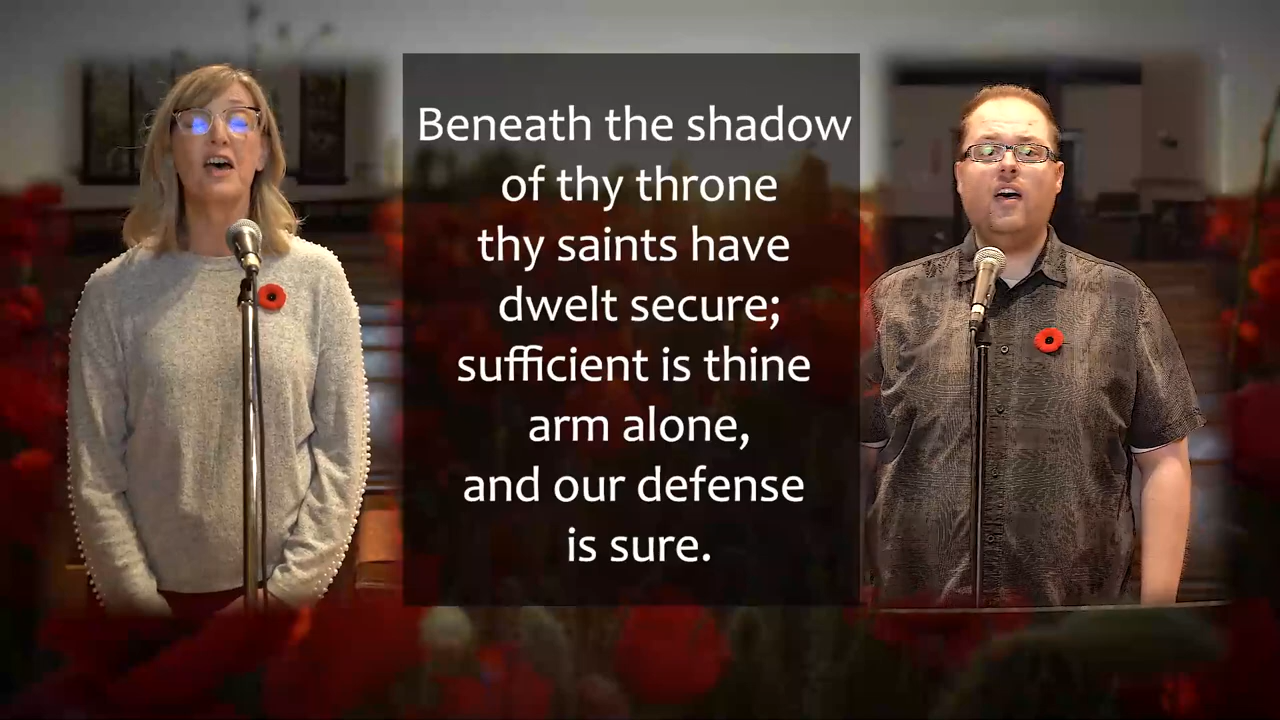 Beneath the shadow
of thy throne
thy saints have
dwelt secure;
sufficient is thine
arm alone,
and our defense
is sure.